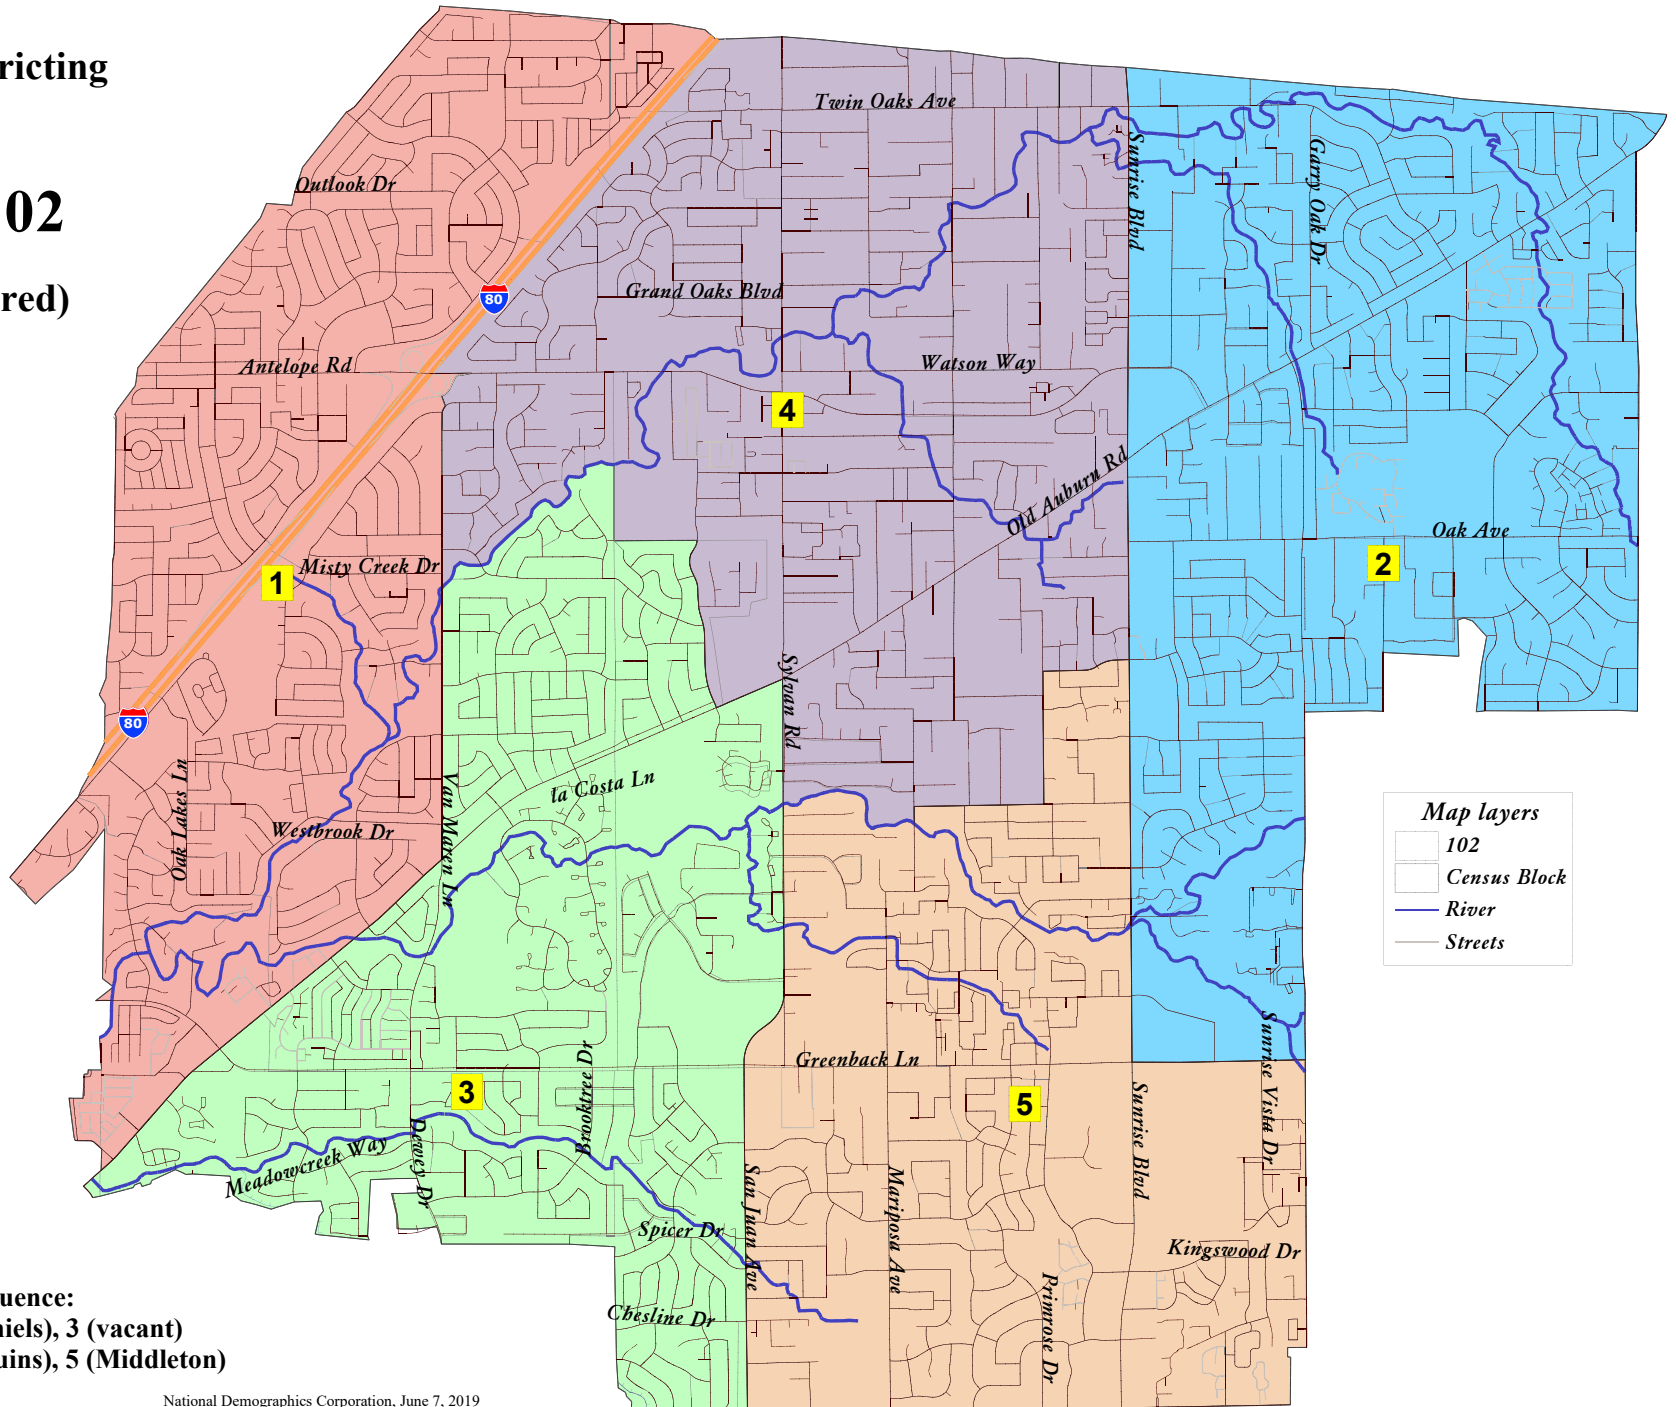 ricting
02
red)
Twin Oaks Ave
Outlook Dr
Sunrise Blvd
Garry Oak Dr
80
Grand Oaks Blvd
Antelope Rd
Watson Way
4
Old Auburn Rd
Oak Ave
2
Misty Creek Dr
1
Sylvan Rd
80
Oak Lakes Ln
Van Maren Ln
la Costa Ln
Westbrook Dr
Map layers
102
Census Block
River
Streets
Greenback Ln
Sunrise Vista Dr
3
5
Brooktree Dr
Sunrise Blvd
Dewey Dr
Meadowcreek Way
San Juan Ave
Mariposa Ave
Spicer Dr
Kingswood Dr
Primrose Dr
Chesline Dr
uence:
niels), 3 (vacant)
uins), 5 (Middleton)
National Demographics Corporation, June 7, 2019